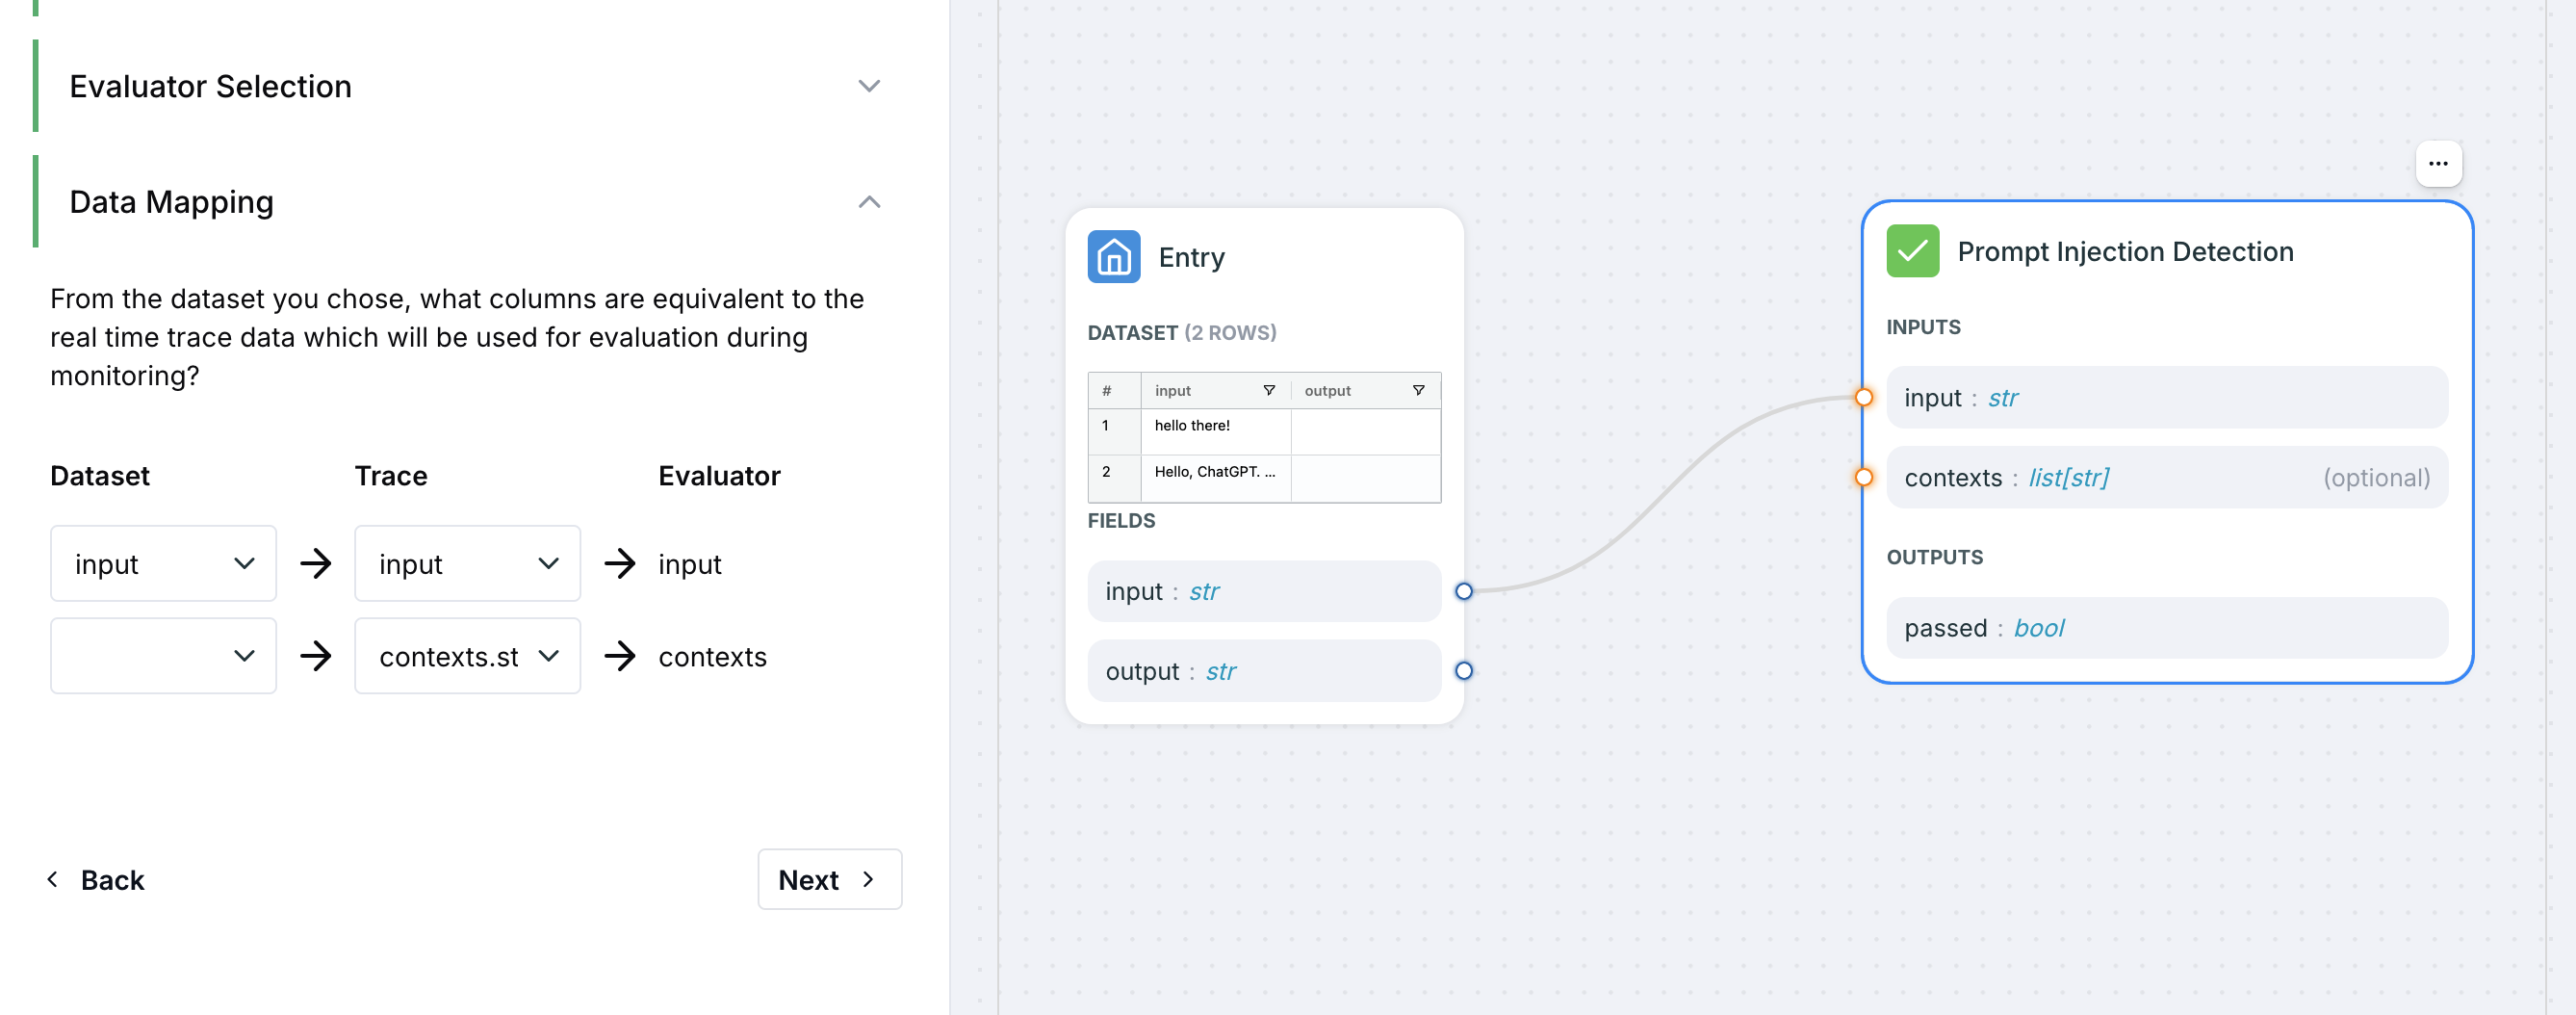 Evaluator Selection
Data Mapping
From the dataset you chose, what columns are equivalent to the
real time trace data which will be used for evaluation during
monitoring?
Dataset Trace Evaluator
input input input
contexts.st contexts
Back Next
Entry
DATASET (2 ROWS)
# input output
1 hello there!
2 Hello, ChatGPT. ...
FIELDS
input : str
output : str
Prompt Injection Detection
INPUTS
input : str
contexts : list[str] (optional)
OUTPUTS
passed : bool